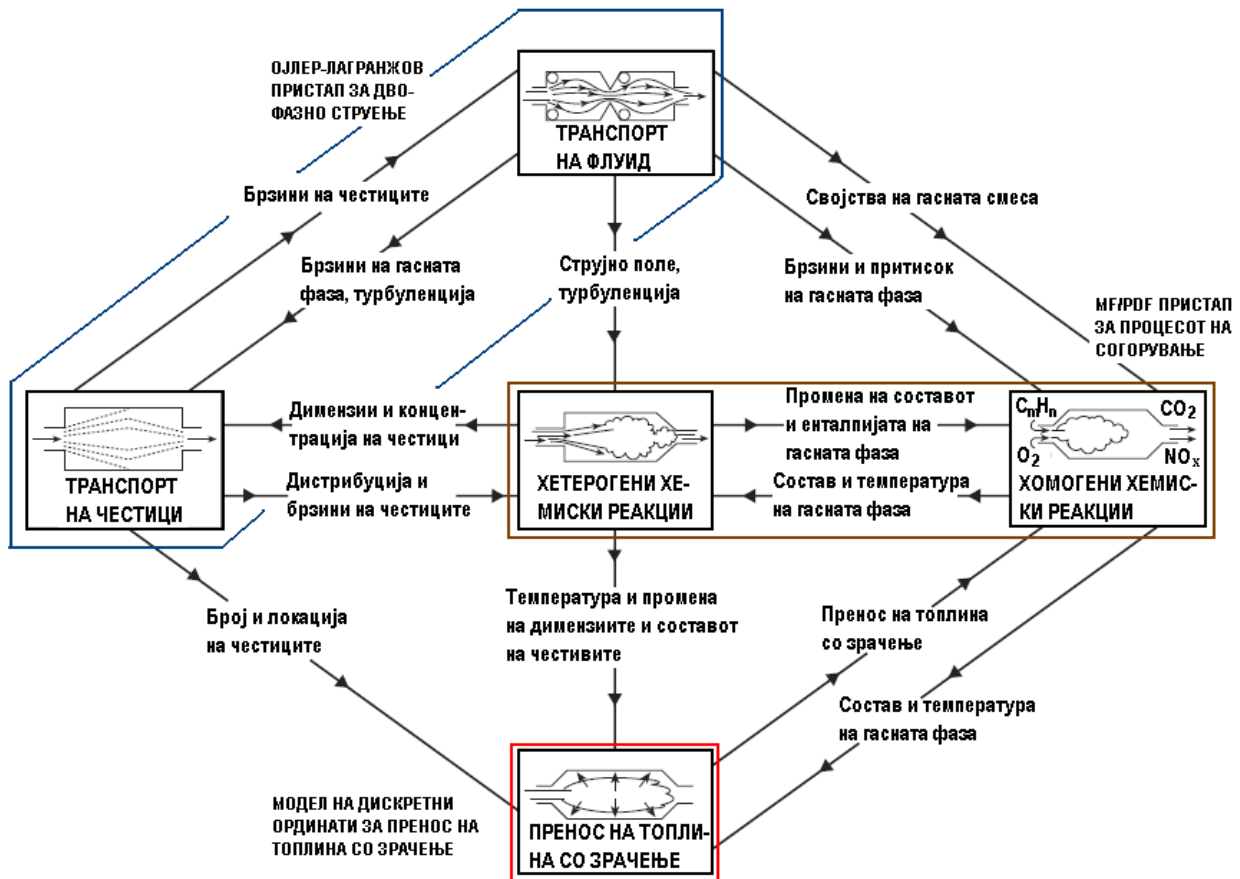 ОЈЛЕР-ЛАГРАНЖОВ
ПРИСТАП ЗА ДВО-
ФАЗНО СТРУЕЊЕ
ТРАНСПОРТ
НА ФЛУИД
Брзини на честиците
Својства на гасната смеса
Брзини на гасната
фаза, турбуленција
Струјно поле,
турбуленција
Брзини и притисок
на гасната фаза
MF/PDF ПРИСТАП
ЗА ПРОЦЕСОТ НА
СОГОРУВАЊЕ
ТРАНСПОРТ
НА ЧЕСТИЦИ
Димензии и концен-
трација на честици
Дистрибуција и
брзини на честиците
ХЕТЕРОГЕНИ ХЕ-
МИСКИ РЕАКЦИИ
Промена на составот
и енталпијата на
гасната фаза
Состав и температура
на гасната фаза
CnHn
CO2
O2
NOx
ХОМОГЕНИ ХЕМИС-
КИ РЕАКЦИИ
Број и локација
на честиците
Температура и промена
на димензиите и составот
на честивите
Пренос на топлина
со зрачење
Состав и температура
на гасната фаза
МОДЕЛ НА ДИСКРЕТНИ
ОРДИНАТИ ЗА ПРЕНОС НА
ТОПЛИНА СО ЗРАЧЕЊЕ
ПРЕНОС НА ТОПЛИ-
НА СО ЗРАЧЕЊЕ